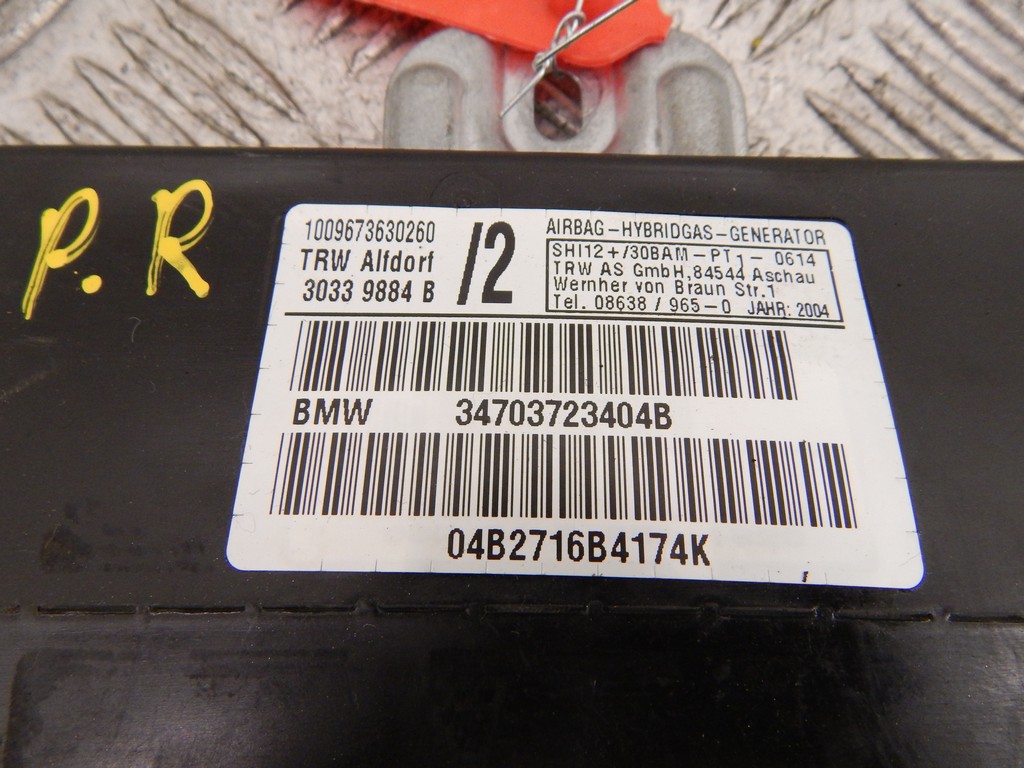 P.R
1009673630260
TRW Alfdorf
3033 9884 B
/2
AIRBAG-HYBRIDGAS-GENERATOR
SHI12+/30BAM-PT1-0614
TRW AS GmbH,84544 Aschau
Wernher von Braun Str.1
Tel. 08638/965-0 JAHR: 2004
BMW 34703723404B
04B2716B4174K